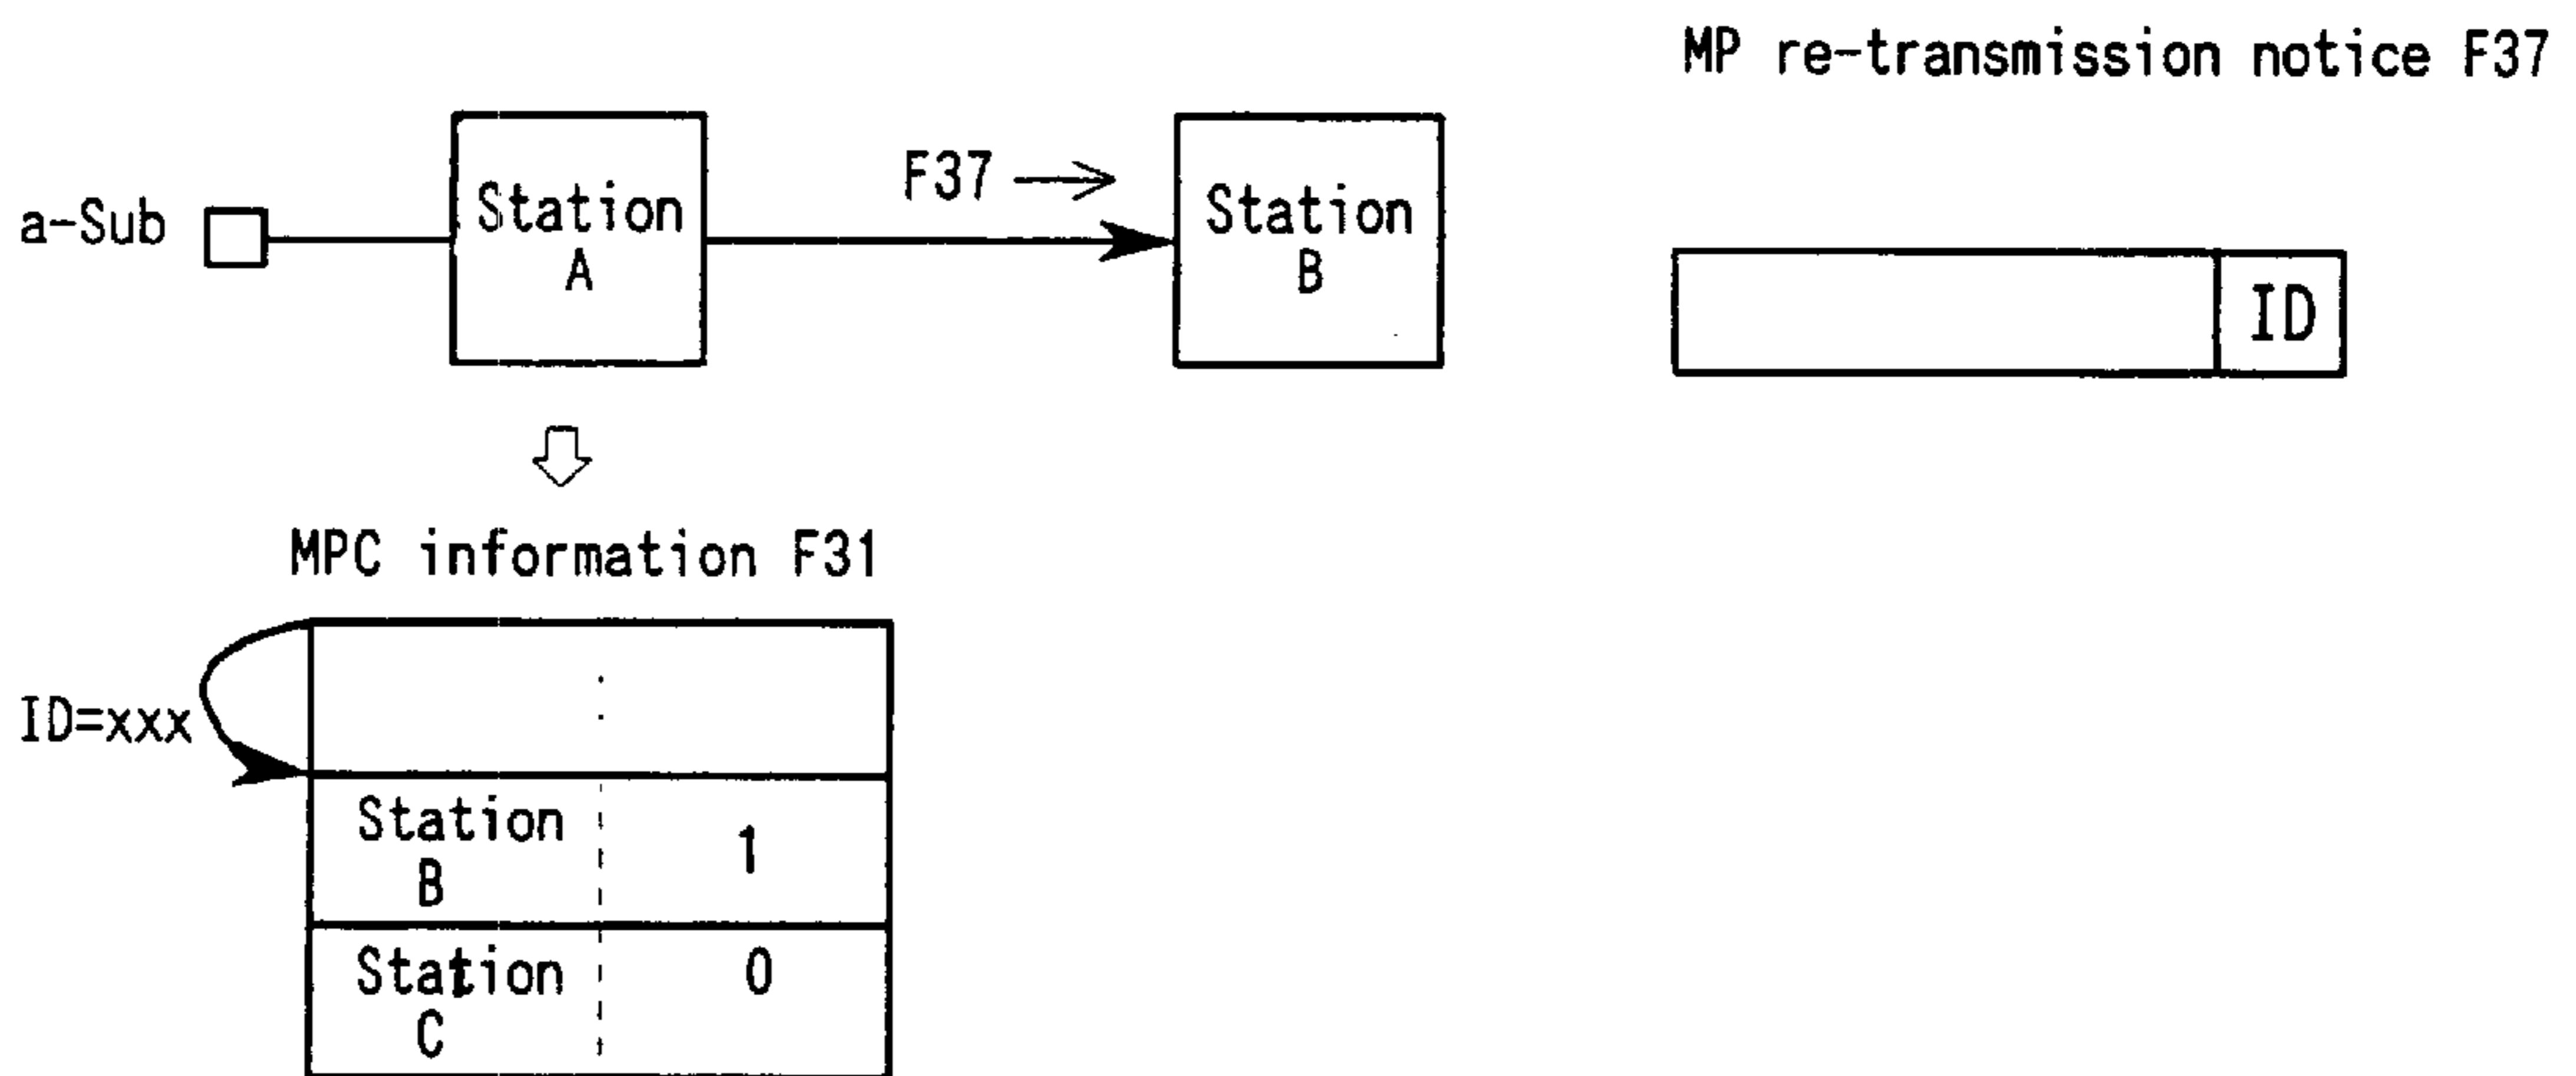 MP re-transmission notice F37
a-Sub
Station
A
F37
Station
B
ID
MPC information F31
ID=xxx
Station
B
1
Station
C
0